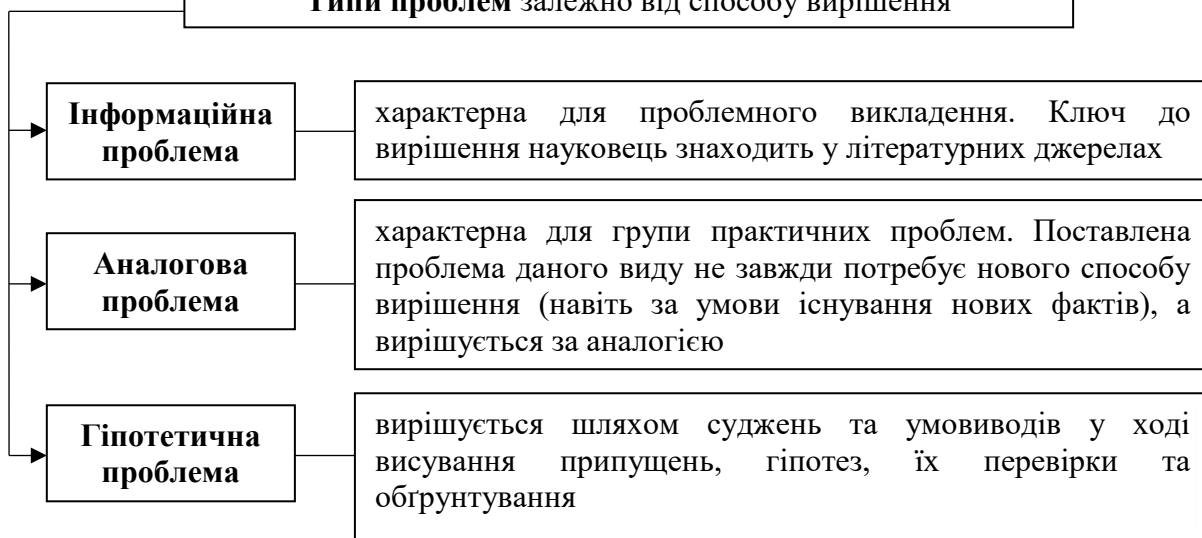 Типи проблем залежно від способу вирішення
Інформаційна
проблема
характерна для проблемного викладення. Ключ до
вирішення науковець знаходить у літературних джерелах
Аналогова
проблема
характерна для групи практичних проблем. Поставлена
проблема даного виду не завжди потребує нового способу
вирішення (навіть за умови існування нових фактів), а
вирішується за аналогією
Гіпотетична
проблема
вирішується шляхом суджень та умовиводів у ході
висування припущень, гіпотез, їх перевірки та
обґрунтування